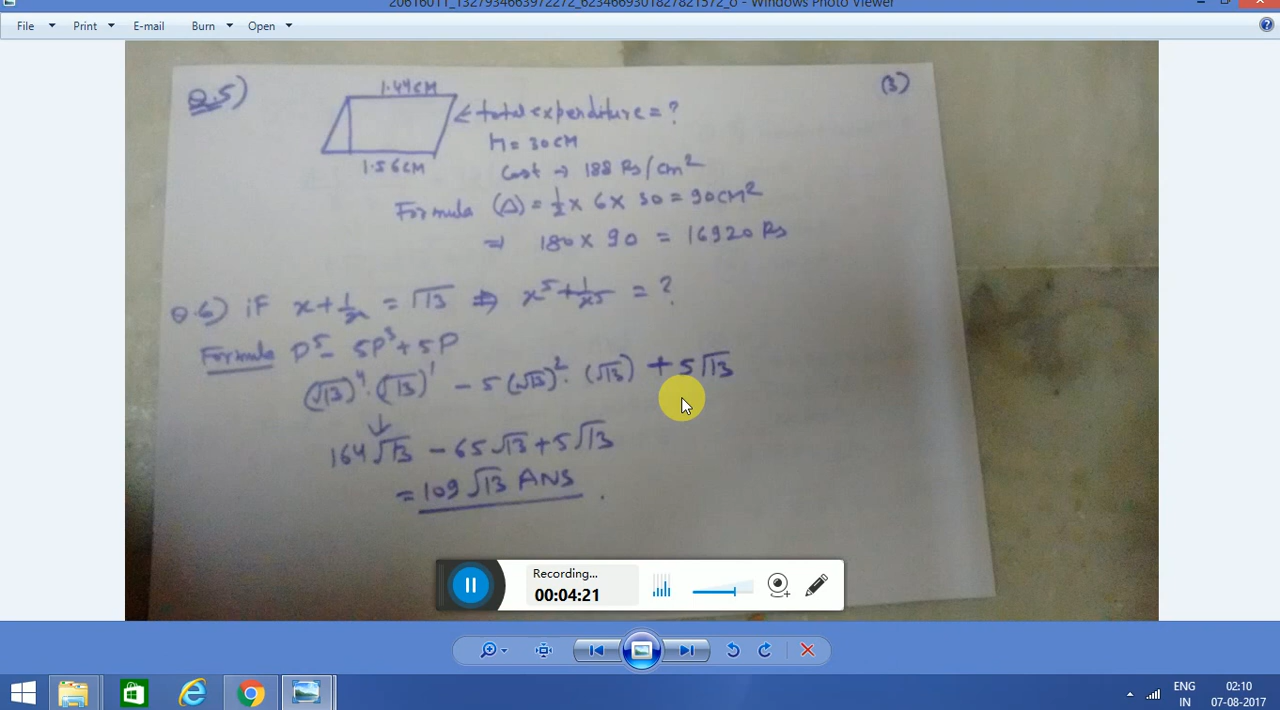 20616011_1327934663972272_6234669301827821572_o - Windows Photo Viewer
File Print E-mail Burn Open
Q.5) (3)
1.44CM
1.56CM
← total expenditure = ?
H = 30CM
Cost → 188 Rs/cm²
Formula (Δ) = ½ x 6 x 30 = 90CM²
⇒ 180 x 90 = 16920 Rs
Q.6) if x + 1/x = √13 ⇒ x⁵ + 1/x⁵ = ?
Formule P⁵ - 5P³ + 5P
(√13)⁴ · (√13)¹ - 5(√13)² · (√13) + 5√13
164√13 - 65√13 + 5√13
= 109√13 ANS
Recording...
00:04:21
ENG 02:10
IN 07-08-2017